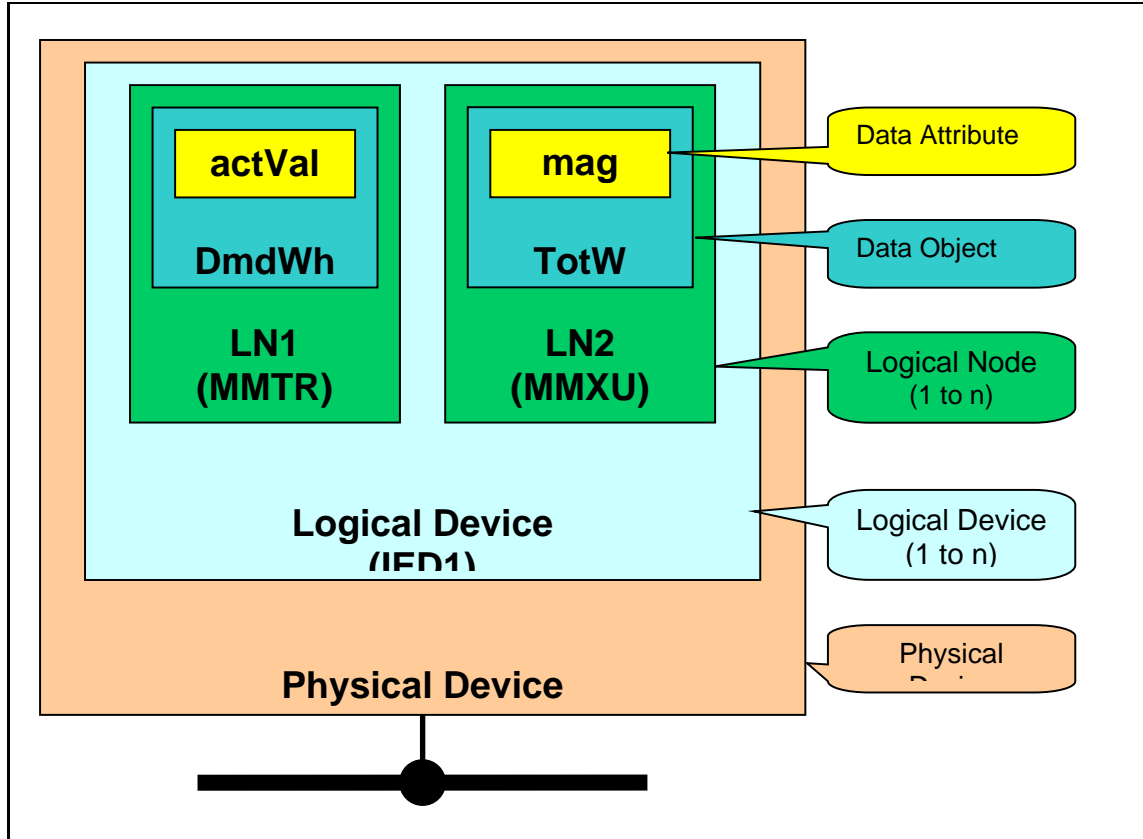 actVal
DmdWh
LN1
(MMTR)
mag
TotW
LN2
(MMXU)
Logical Device
(IED1)
Physical Device
Data Attribute
Data Object
Logical Node
(1 to n)
Logical Device
(1 to n)
Physical